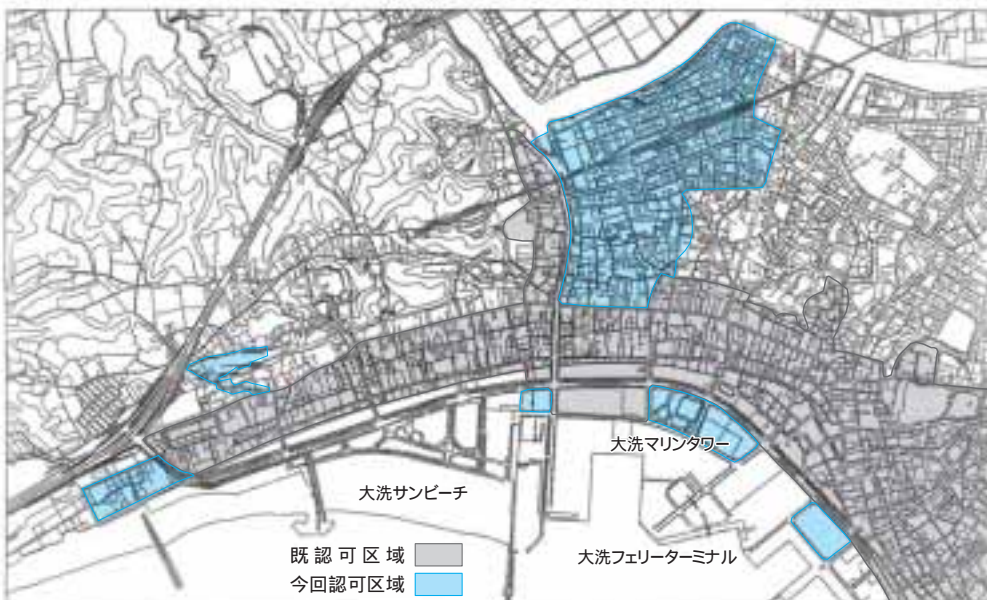 大洗マリンタワー
大洗サンビーチ
大洗フェリーターミナル
既認可区域
今回認可区域